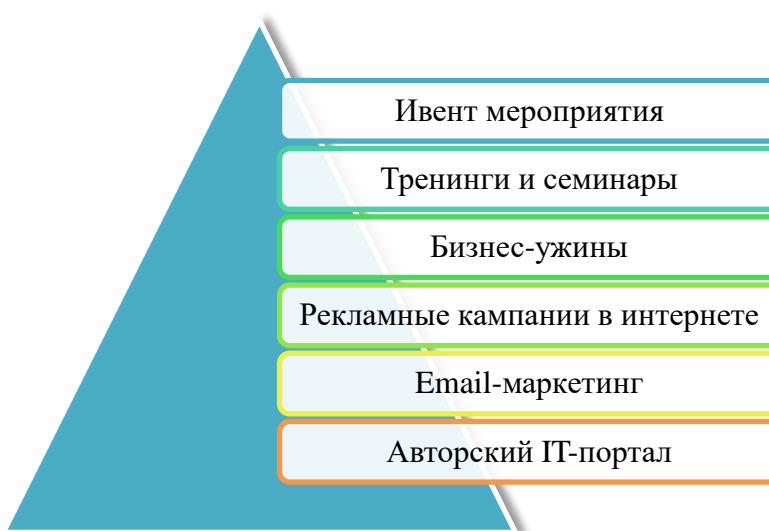 Ивент мероприятия
Тренинги и семинары
Бизнес-ужины
Рекламные кампании в интернете
Email-маркетинг
Авторский IT-портал